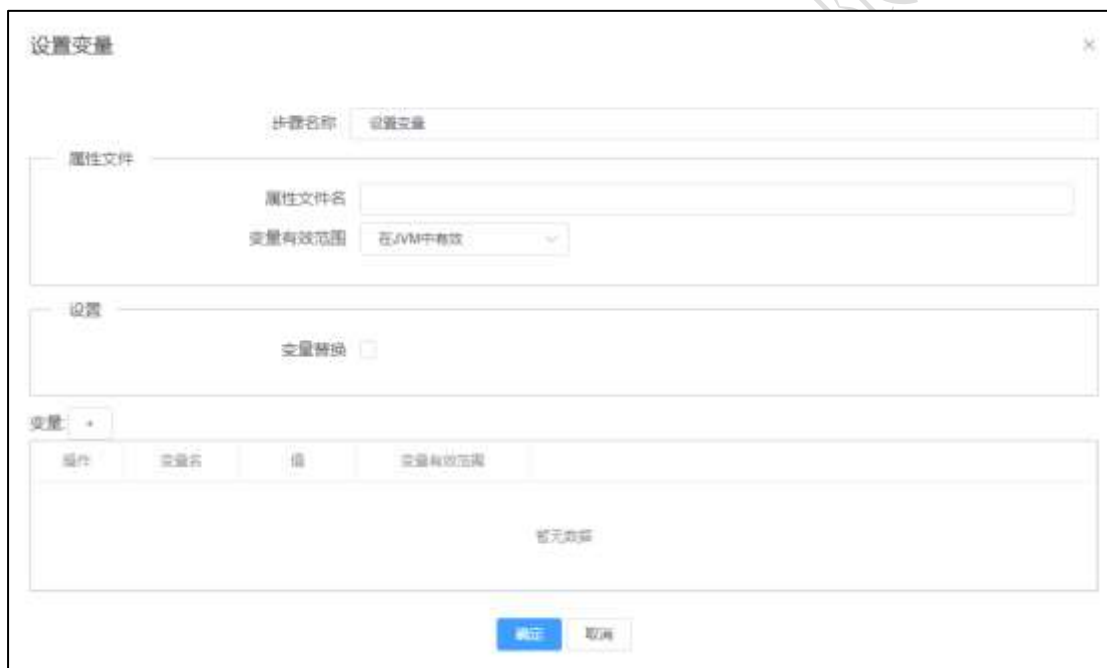 设置变量
步骤名称 设置变量
属性文件
属性文件名
变量有效范围 在JVM中有效
设置
变量替换
变量: +
操作 变量名 值 变量有效范围
暂无数据
确定 取消